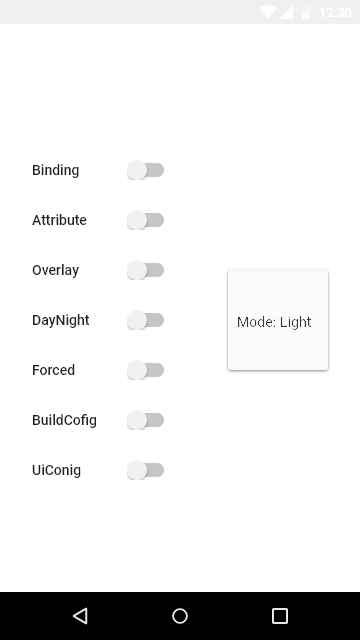 12:30
Binding
Attribute
Overlay
DayNight
Mode: Light
Forced
BuildCofig
UiConig